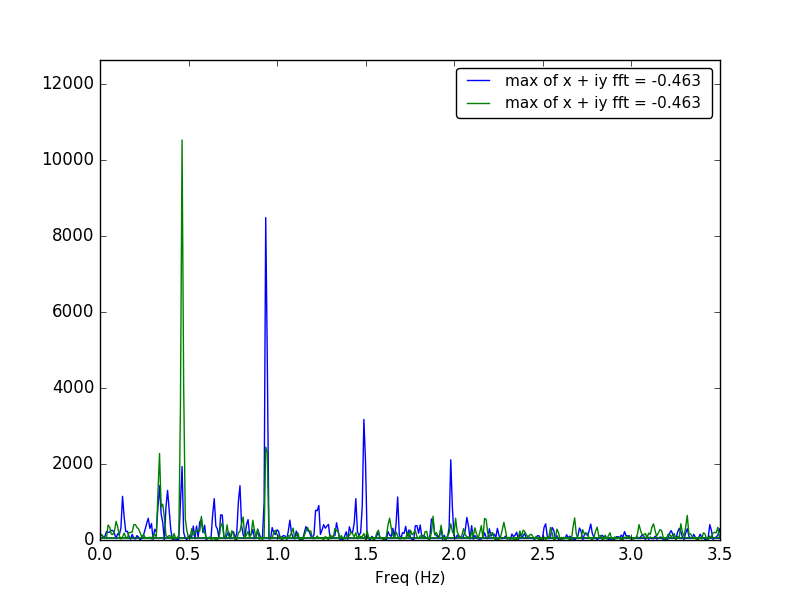 max of x + iy fft = -0.463
max of x + iy fft = -0.463
12000
10000
8000
6000
4000
2000
0
0.0 0.5 1.0 1.5 2.0 2.5 3.0 3.5
Freq (Hz)